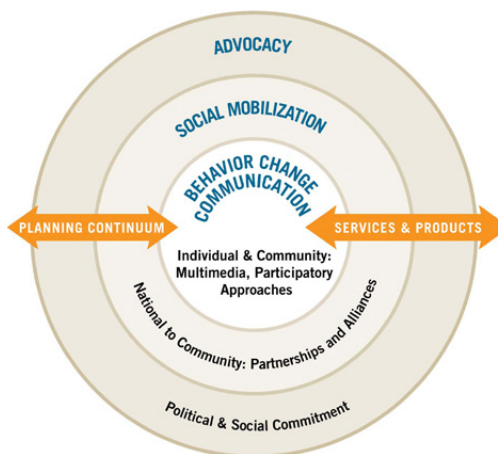 ADVOCACY
SOCIAL MOBILIZATION
BEHAVIOR CHANGE
COMMUNICATION
PLANNING CONTINUUM
SERVICES & PRODUCTS
Individual & Community:
Multimedia, Participatory
Approaches
National to Community: Partnerships and Alliances
Political & Social Commitment